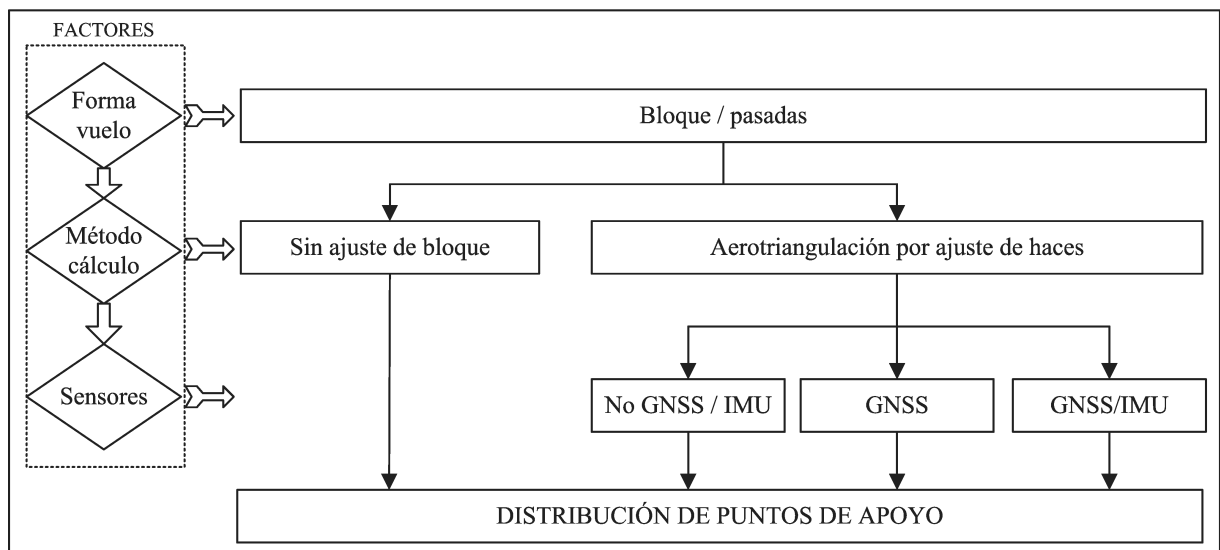 FACTORES
Forma
vuelo
Bloque / pasadas
Método
cálculo
Sin ajuste de bloque
Aerotriangulación por ajuste de haces
Sensores
No GNSS / IMU
GNSS
GNSS/IMU
DISTRIBUCIÓN DE PUNTOS DE APOYO